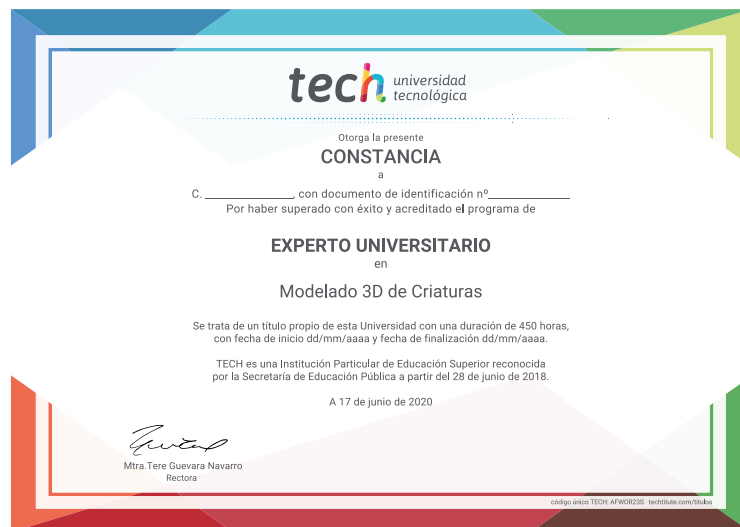 tech universidad
tecnológica
Otorga la presente
CONSTANCIA
a
C. ______________, con documento de identificación nº______________
Por haber superado con éxito y acreditado el programa de
EXPERTO UNIVERSITARIO
en
Modelado 3D de Criaturas
Se trata de un título propio de esta Universidad con una duración de 450 horas,
con fecha de inicio dd/mm/aaaa y fecha de finalización dd/mm/aaaa.
TECH es una Institución Particular de Educación Superior reconocida
por la Secretaría de Educación Pública a partir del 28 de junio de 2018.
A 17 de junio de 2020
Mtra.Tere Guevara Navarro
Rectora
código único TECH: AFWOR23S techtitute.com/titulos